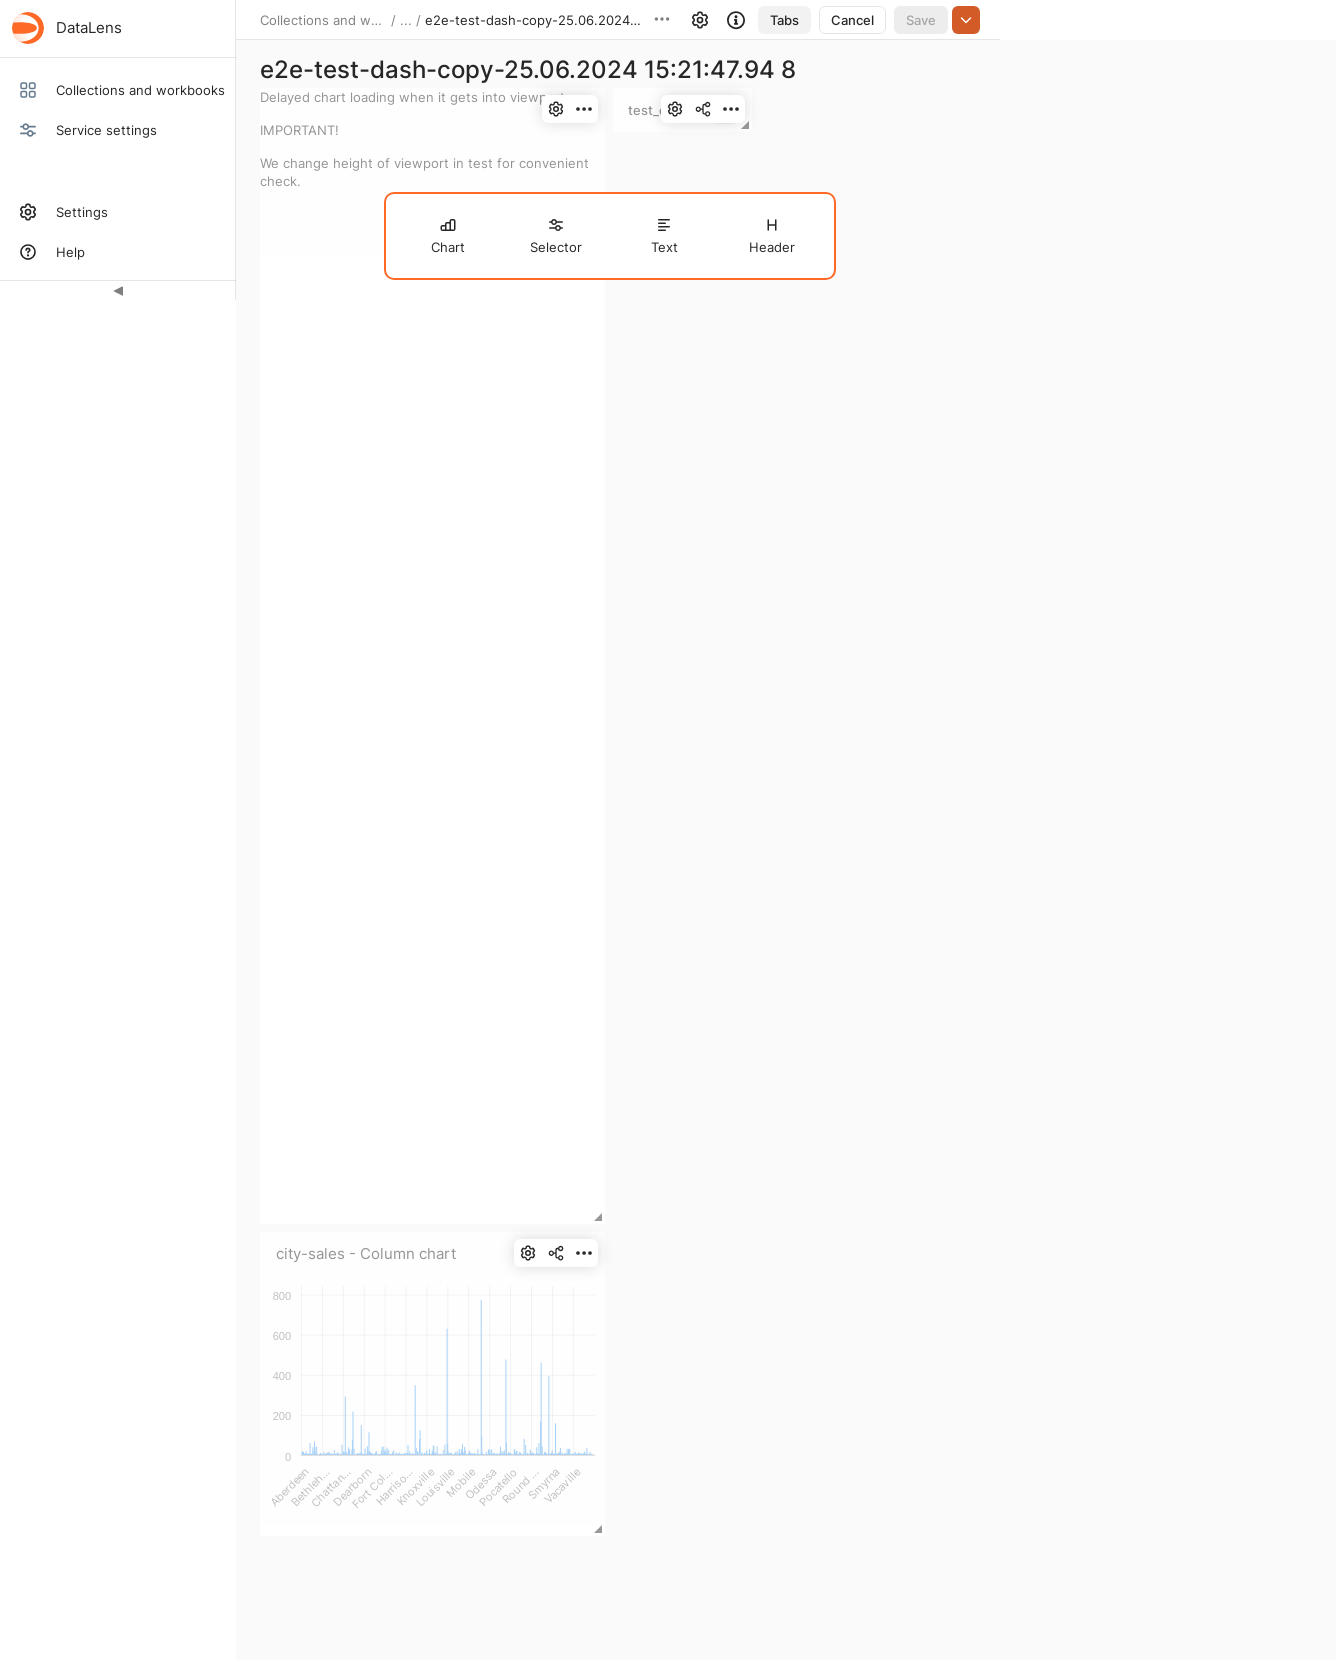 DataLens
Collections and workbooks
Service settings
Settings
Help
Collections and w... / ... / e2e-test-dash-copy-25.06.2024...
Tabs
Cancel
Save
e2e-test-dash-copy-25.06.2024 15:21:47.94 8
Delayed chart loading when it gets into
IMPORTANT!
We change height of viewport in test for convenient
check.
Chart
Selector
Text
Header
city-sales - Column chart
800
600
400
200
0
Aberdeen
Bethleh...
Chattan...
Dearborn
Fort Col...
Harriso...
Knoxville
Louisville
Mobile
Odessa
Pocatello
Round ...
Smyrna
Vacaville